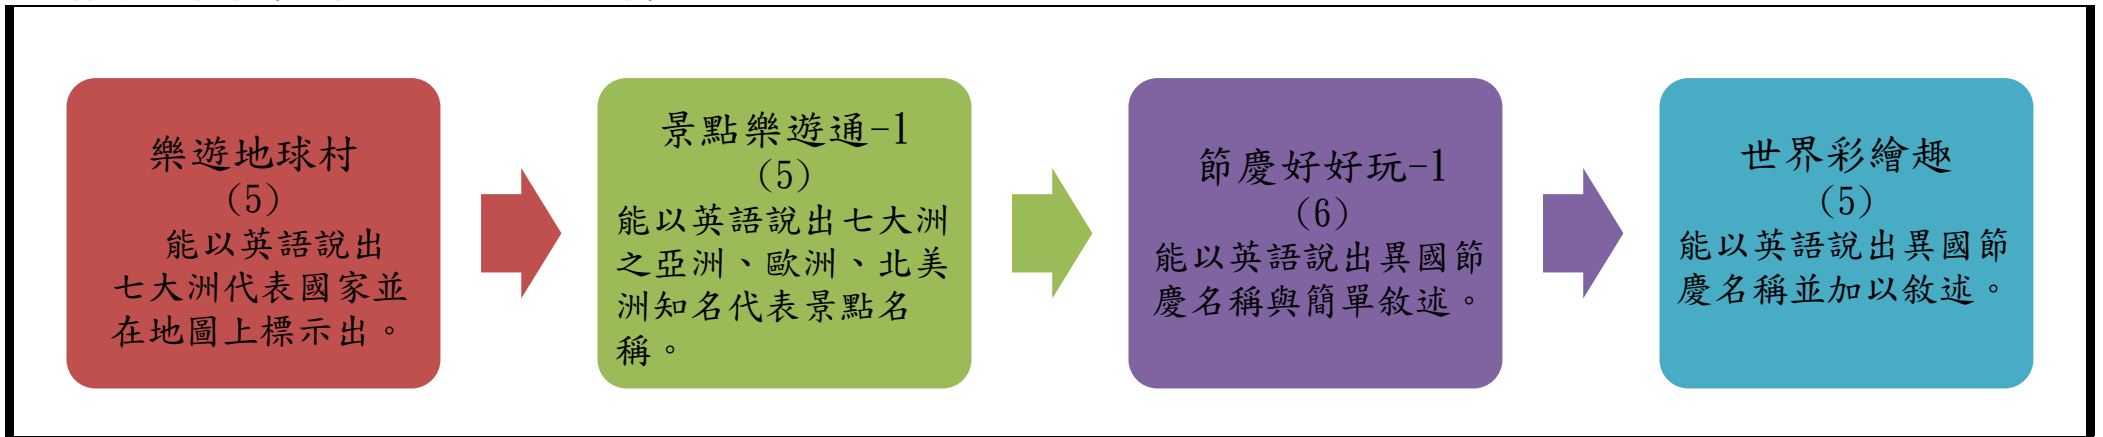 樂遊地球村
(5)
能以英語說出
七大洲代表國家並
在地圖上標示出。
景點樂遊通-1
(5)
能以英語說出七大洲
之亞洲、歐洲、北美
洲知名代表景點名
稱。
節慶好好玩-1
(6)
能以英語說出異國節
慶名稱與簡單敘述。
世界彩繪趣
(5)
能以英語說出異國節
慶名稱並加以敘述。